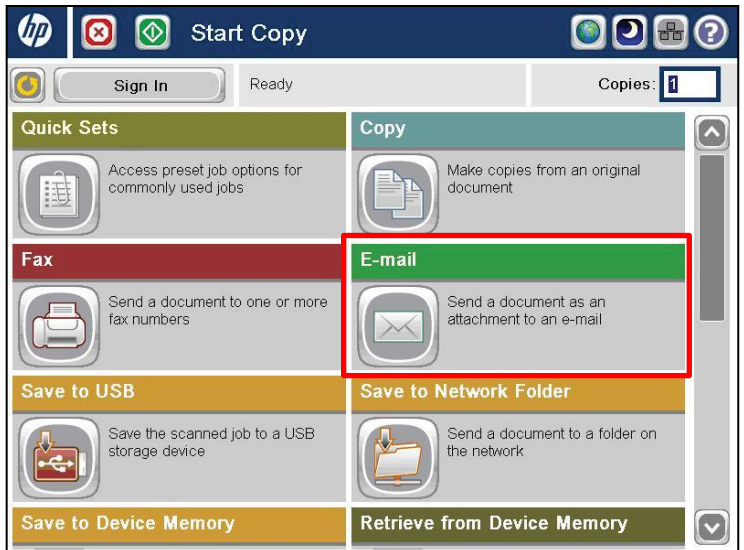 hp Start Copy ?
Sign In Ready Copies: 1
Quick Sets
Access preset job options for
commonly used jobs
Copy
Make copies from an original
document
Fax
Send a document to one or more
fax numbers
E-mail
Send a document as an
attachment to an e-mail
Save to USB
Save the scanned job to a USB
storage device
Save to Network Folder
Send a document to a folder on
the network
Save to Device Memory
Retrieve from Device Memory